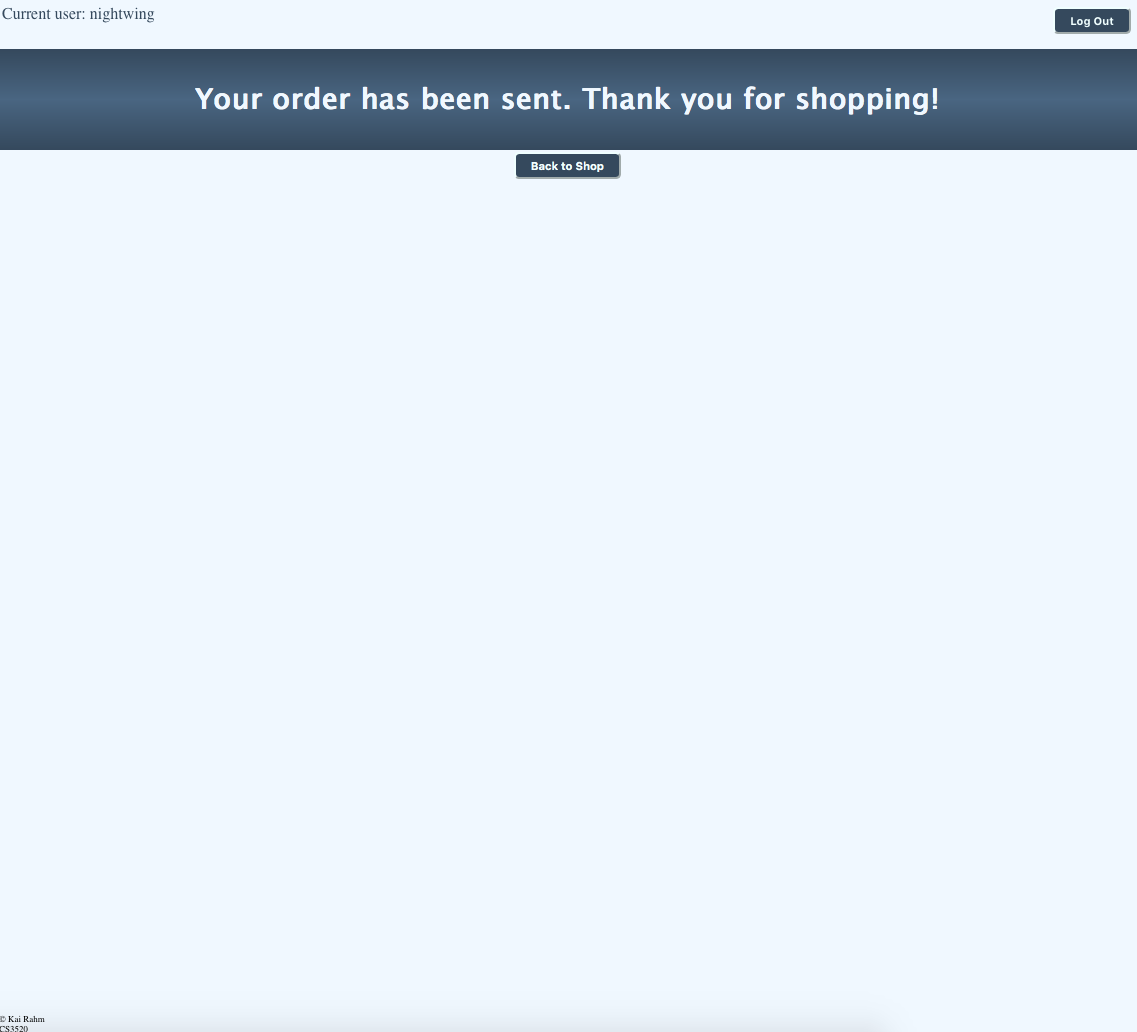 Current user: nightwing
Log Out
Your order has been sent. Thank you for shopping!
Back to Shop
© Kai Rahm
CS3520